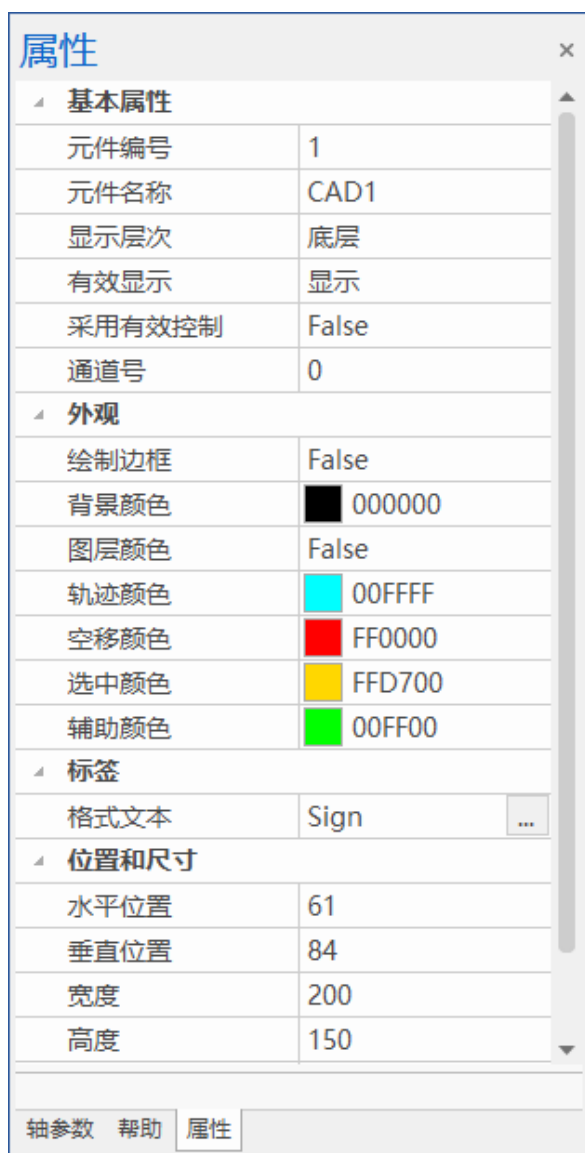 属性
基本属性
元件编号 1
元件名称 CAD1
显示层次 底层
有效显示 显示
采用有效控制 False
通道号 0
外观
绘制边框 False
背景颜色 000000
图层颜色 False
轨迹颜色 00FFFF
空移颜色 FF0000
选中颜色 FFD700
辅助颜色 00FF00
标签
格式文本 Sign ...
位置和尺寸
水平位置 61
垂直位置 84
宽度 200
高度 150
轴参数 帮助 属性